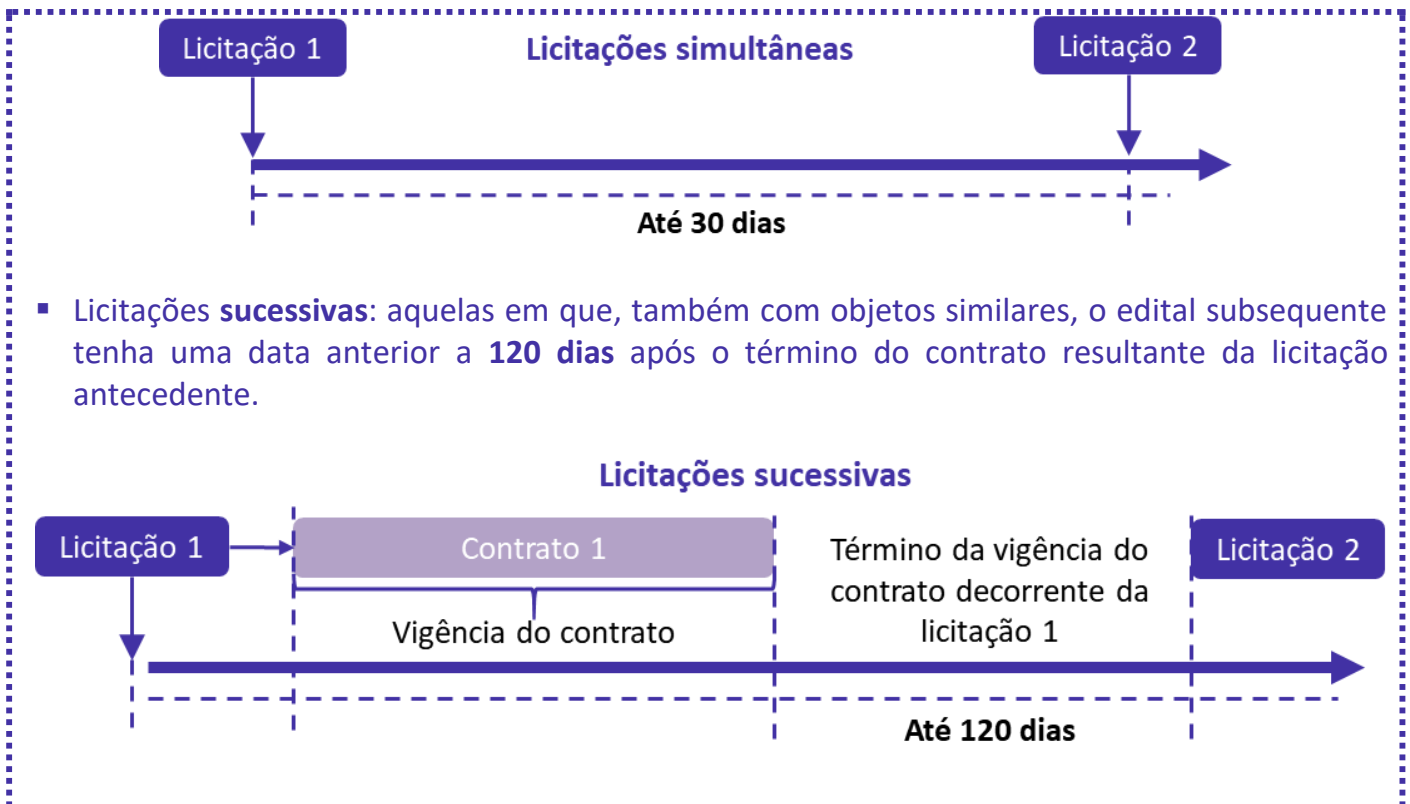 Licitação 1
Licitações simultâneas
Licitação 2
Até 30 dias
▪ Licitações sucessivas: aquelas em que, também com objetos similares, o edital subsequente
tenha uma data anterior a 120 dias após o término do contrato resultante da licitação
antecedente.
Licitações sucessivas
Licitação 1
Contrato 1
Vigência do contrato
Término da vigência do
contrato decorrente da
licitação 1
Licitação 2
Até 120 dias